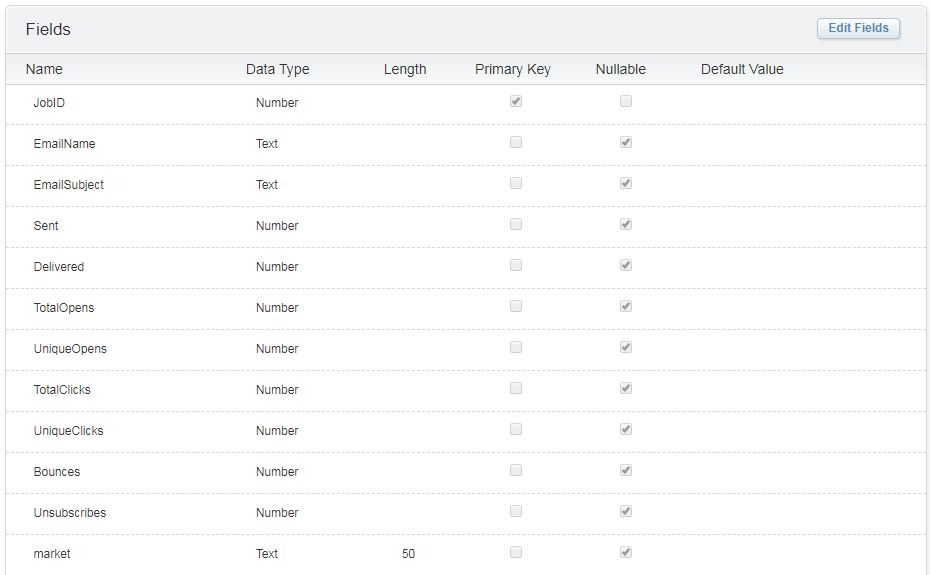 Fields
Edit Fields
Name Data Type Length Primary Key Nullable Default Value
JobID Number
EmailName Text
EmailSubject Text
Sent Number
Delivered Number
TotalOpens Number
UniqueOpens Number
TotalClicks Number
UniqueClicks Number
Bounces Number
Unsubscribes Number
market Text 50